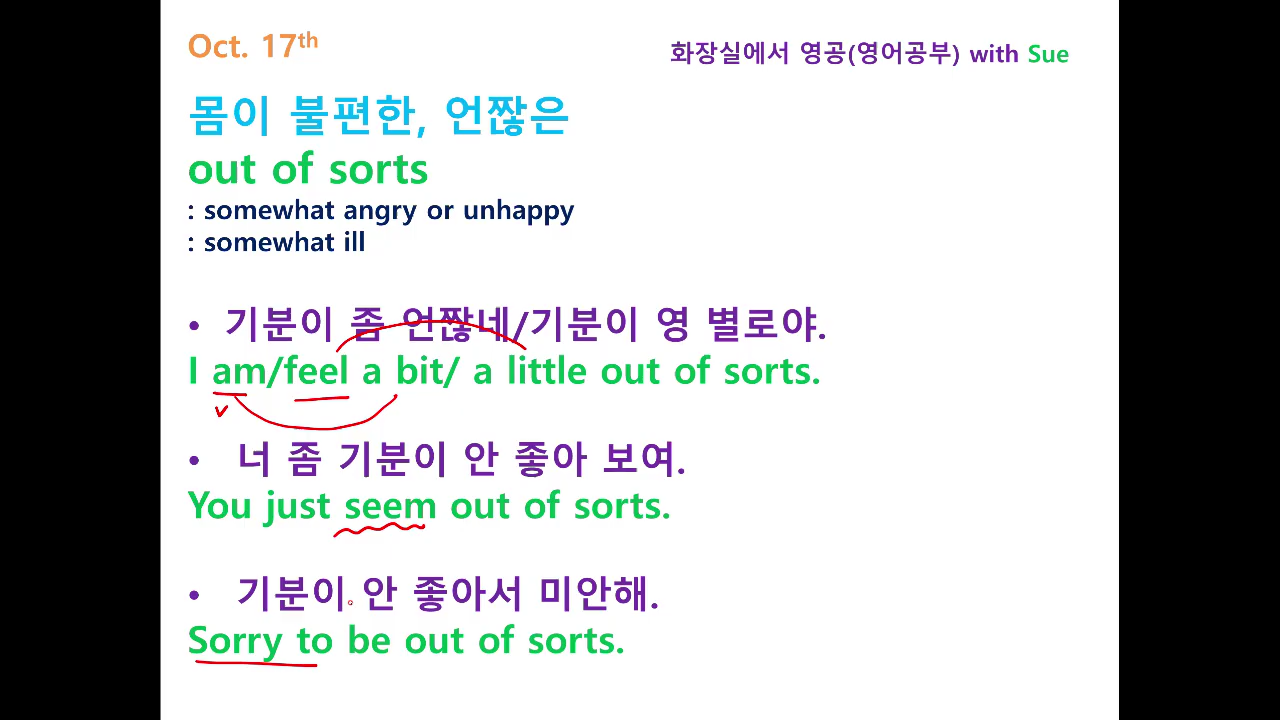 Oct. 17th
화장실에서 영공(영어공부) with Sue
몸이 불편한, 언짢은
out of sorts
: somewhat angry or unhappy
: somewhat ill
• 기분이 좀 언짢네/기분이 영 별로야.
I am/feel a bit/ a little out of sorts.
• 너 좀 기분이 안 좋아 보여.
You just seem out of sorts.
• 기분이 안 좋아서 미안해.
Sorry to be out of sorts.